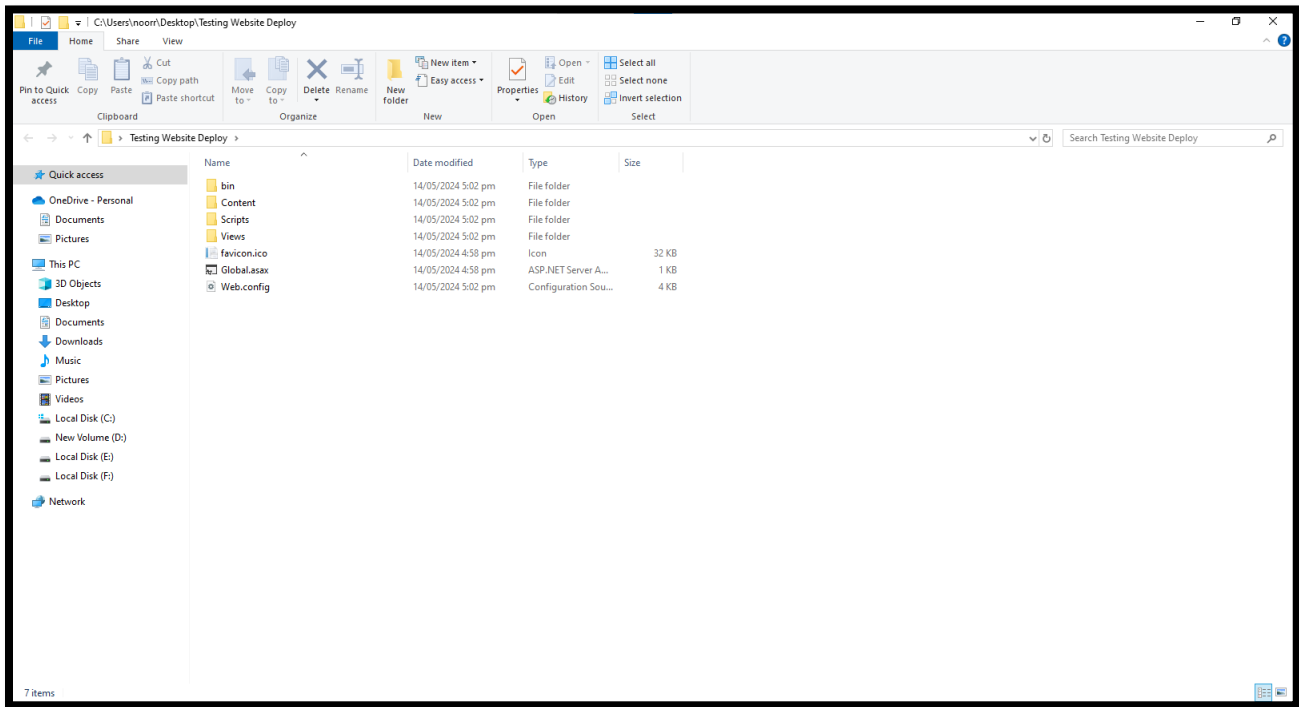 C:\Users\noorr\Desktop\Testing Website Deploy
File Home Share View
Pin to Quick access
Copy
Paste
Cut
Copy path
Paste shortcut
Clipboard
Move to
Copy to
Delete
Rename
Organize
New folder
New item
Easy access
New
Properties
Open
Edit
History
Open
Select all
Select none
Invert selection
Select
Testing Website Deploy
Search Testing Website Deploy
Quick access
OneDrive - Personal
Documents
Pictures
This PC
3D Objects
Desktop
Documents
Downloads
Music
Pictures
Videos
Local Disk (C:)
New Volume (D:)
Local Disk (E:)
Local Disk (F:)
Network
Name Date modified Type Size
bin 14/05/2024 5:02 pm File folder
Content 14/05/2024 5:02 pm File folder
Scripts 14/05/2024 5:02 pm File folder
Views 14/05/2024 5:02 pm File folder
favicon.ico 14/05/2024 4:58 pm Icon 32 KB
Global.asax 14/05/2024 4:58 pm ASP.NET Server A... 1 KB
Web.config 14/05/2024 5:02 pm Configuration Sou... 4 KB
7 items